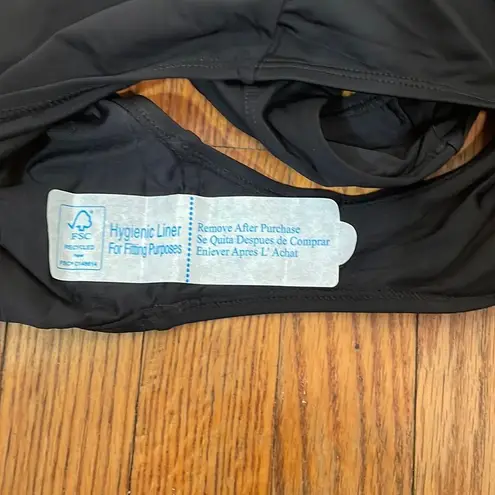 FSC
RECYCLED
Hygienic Liner
For Fitting Purposes
Remove After Purchase
Se Quita Despues de Comprar
Enlever Apres L' Achat